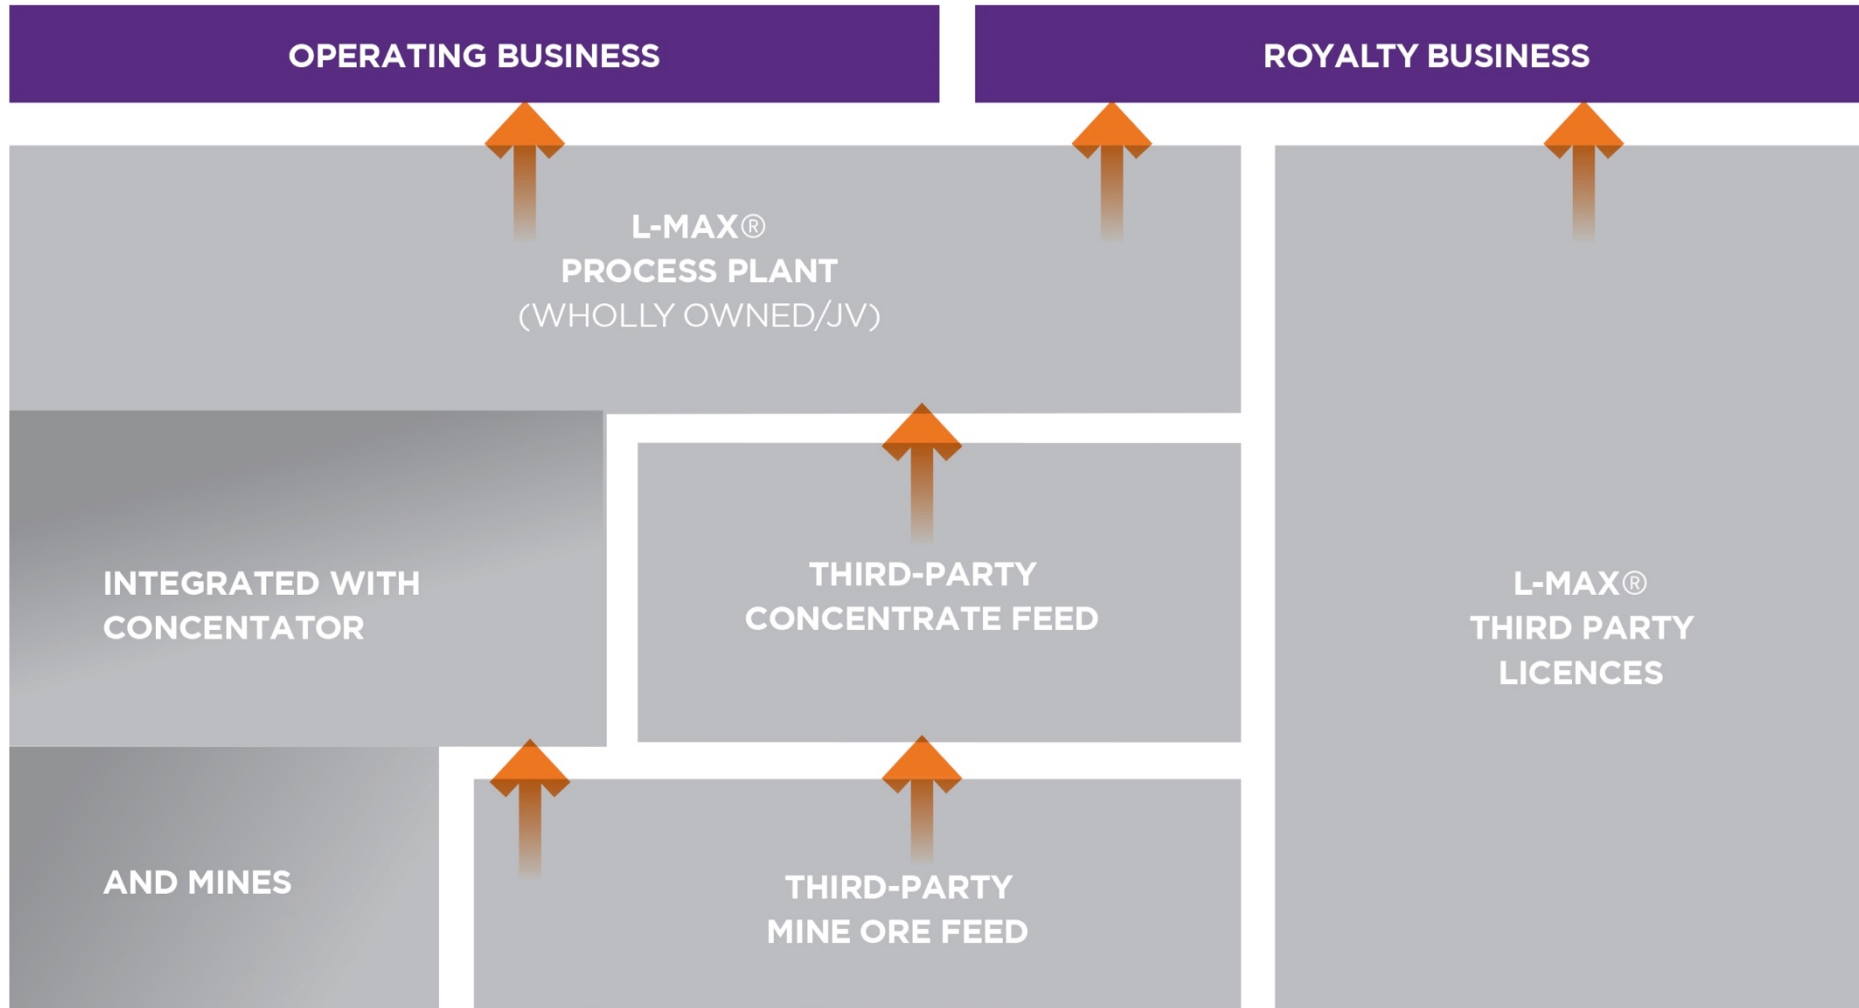 OPERATING BUSINESS
ROYALTY BUSINESS
L-MAX®
PROCESS PLANT
(WHOLLY OWNED/JV)
INTEGRATED WITH
CONCENTATOR
THIRD-PARTY
CONCENTRATE FEED
L-MAX®
THIRD PARTY
LICENCES
AND MINES
THIRD-PARTY
MINE ORE FEED